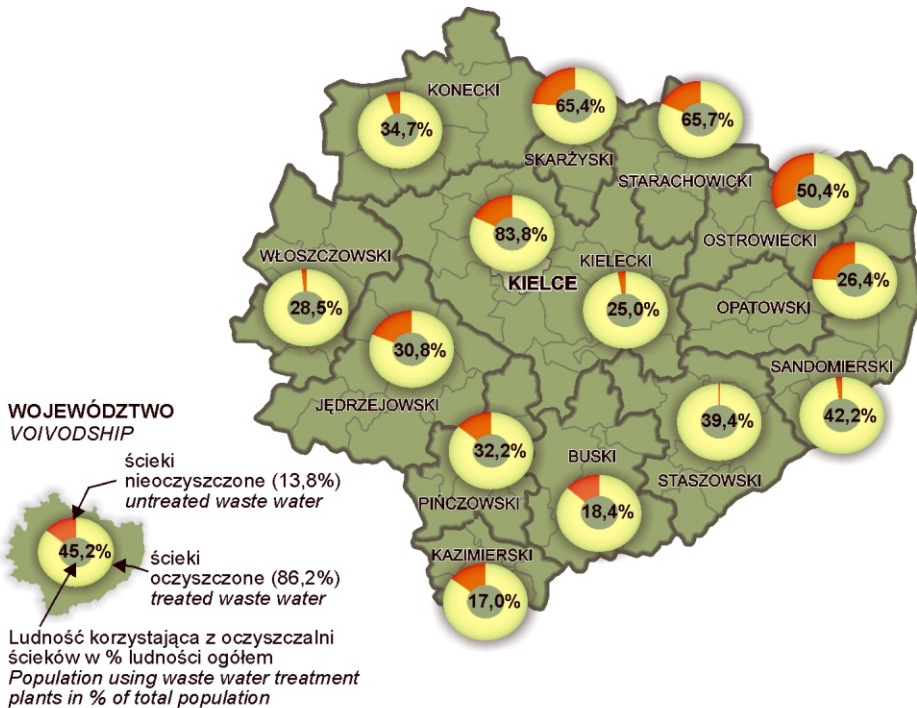 KONECKI
34,7%
65,4%
SKARŻYSKI
65,7%
STARACHOWICKI
50,4%
OSTROWIECKI
83,8%
KIELCE
KIELECKI
25,0%
WŁOSZCZOWSKI
28,5%
26,4%
OPATOWSKI
30,8%
JĘDRZEJOWSKI
SANDOMIERSKI
42,2%
39,4%
STASZOWSKI
32,2%
PIŃCZOWSKI
BUSKI
18,4%
KAZIMIERSKI
17,0%
WOJEWÓDZTWO
VOIVODSHIP
ścieki
nieoczyszczone (13,8%)
untreated waste water
45,2%
ścieki
oczyszczone (86,2%)
treated waste water
Ludność korzystająca z oczyszczalni
ścieków w % ludności ogółem
Population using waste water treatment
plants in % of total population